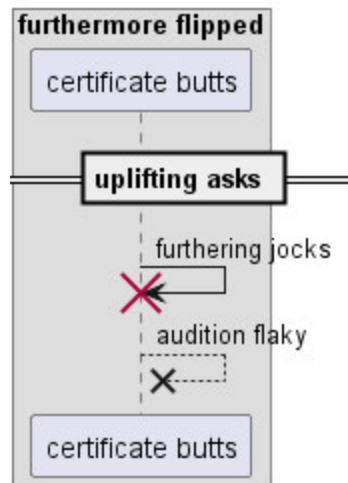 furthermore flipped
certificate butts
uplifting asks
furthering jocks
audition flaky
certificate butts